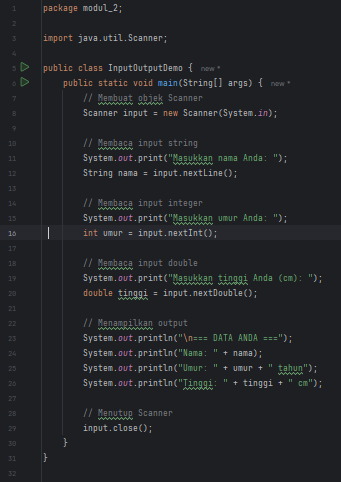 1 package modul_2;
2
3 import java.util.Scanner;
4
5 public class InputOutputDemo { new *
6 public static void main(String[] args) { new *
7 // Membuat objek Scanner
8 Scanner input = new Scanner(System.in);
9
10 // Membaca input string
11 System.out.print("Masukkan nama Anda: ");
12 String nama = input.nextLine();
13
14 // Membaca input integer
15 System.out.print("Masukkan umur Anda: ");
16 int umur = input.nextInt();
17
18 // Membaca input double
19 System.out.print("Masukkan tinggi Anda (cm): ");
20 double tinggi = input.nextDouble();
21
22 // Menampilkan output
23 System.out.println("\n=== DATA ANDA ===");
24 System.out.println("Nama: " + nama);
25 System.out.println("Umur: " + umur + " tahun");
26 System.out.println("Tinggi: " + tinggi + " cm");
27
28 // Menutup Scanner
29 input.close();
30 }
31 }
32